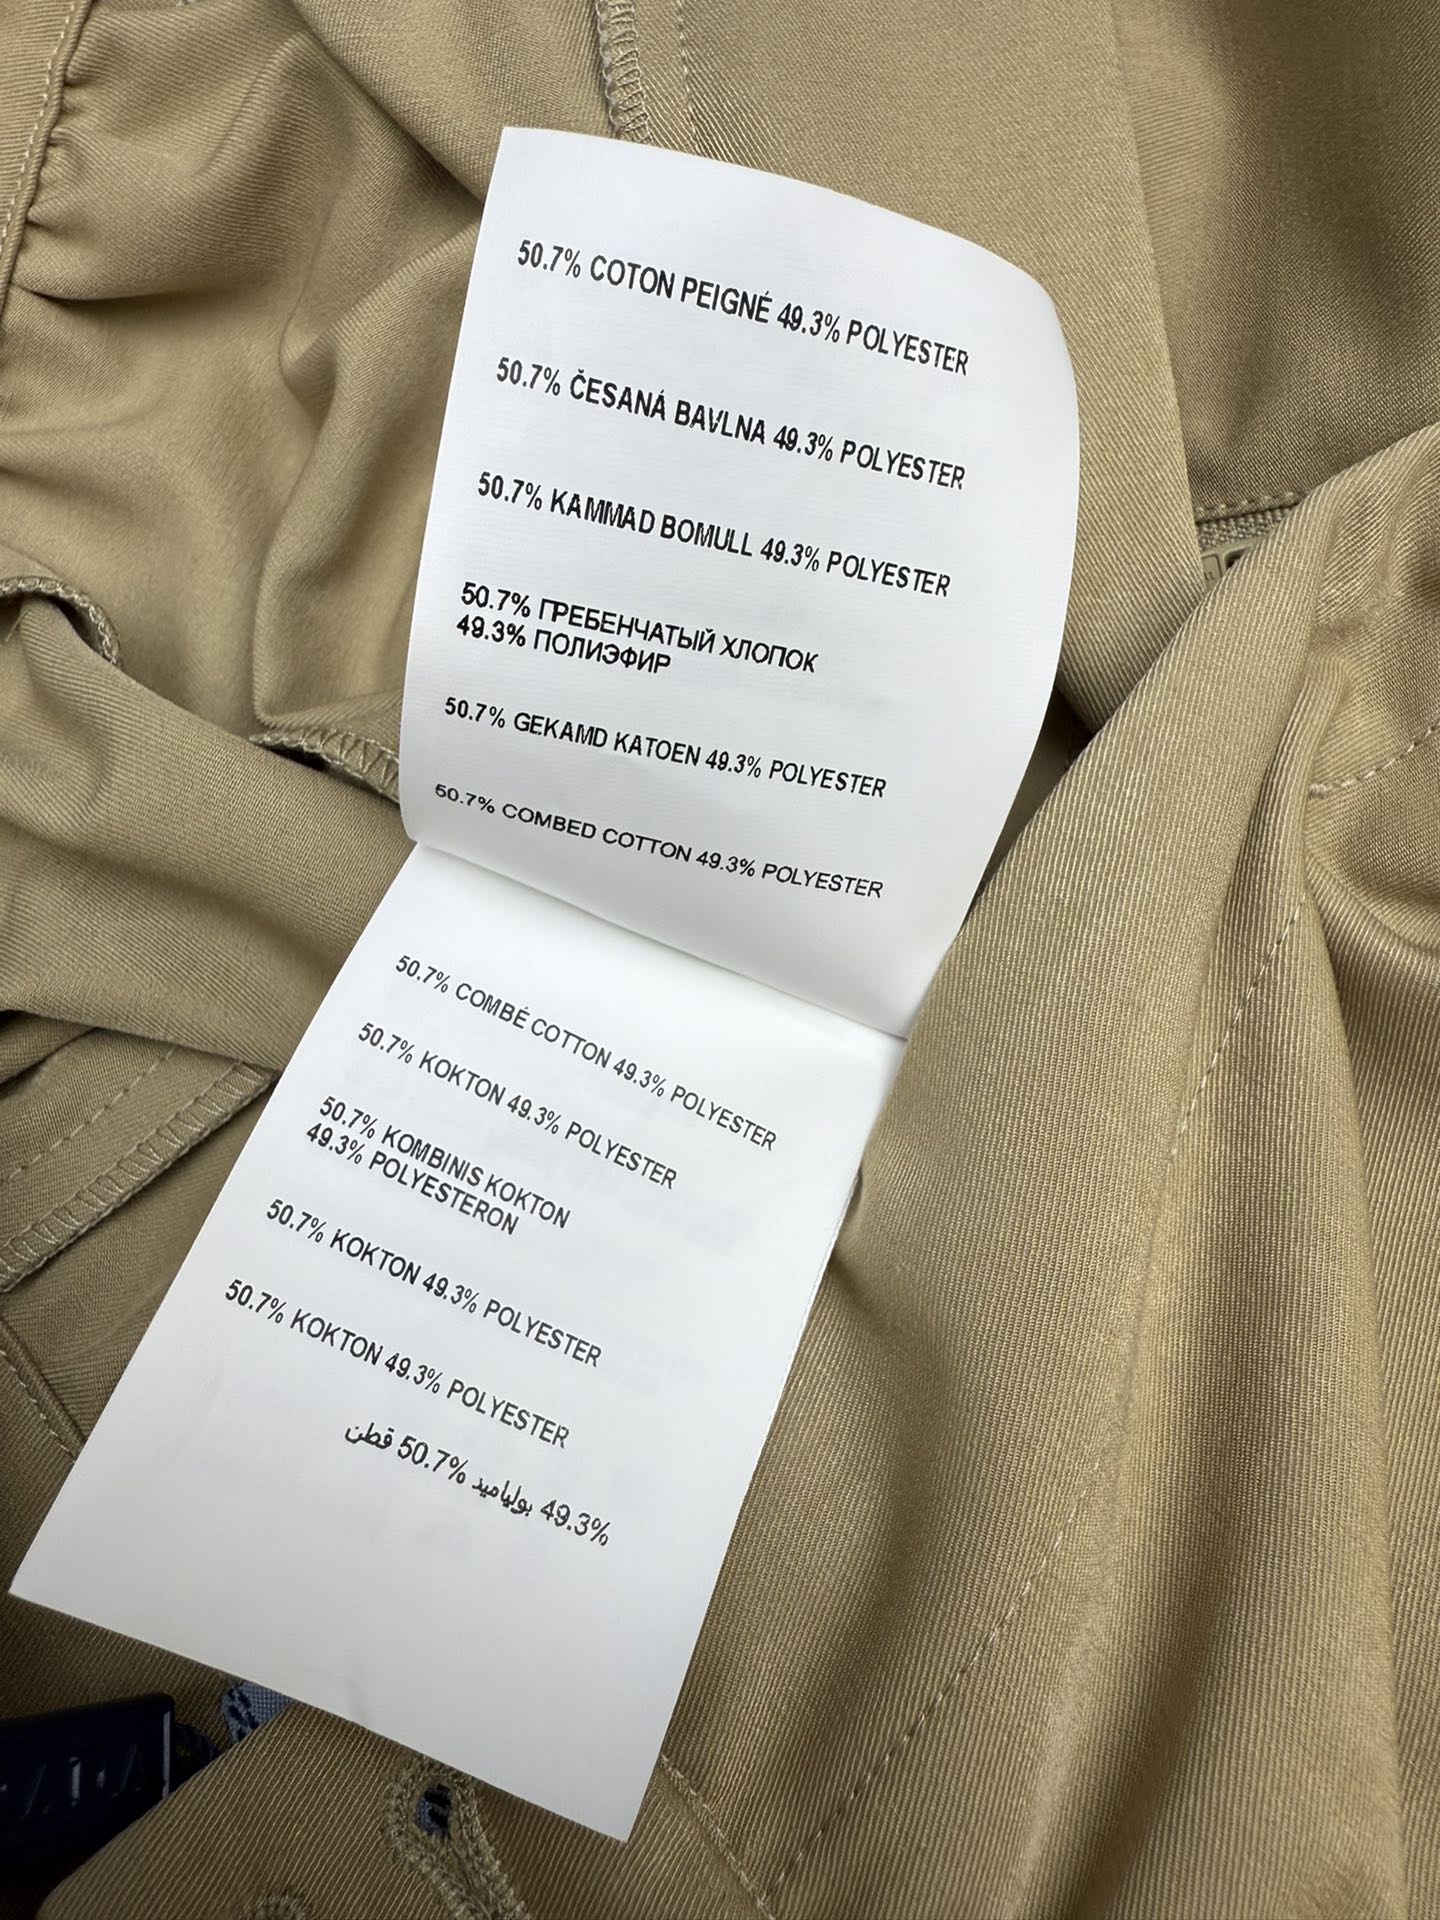 50.7% COTON PEIGNÉ 49.3% POLYESTER
50.7% ČESANÁ BAVLNA 49.3% POLYESTER
50.7% KAMMAD BOMULL 49.3% POLYESTER
50.7% ГРЕБЕНЧАТЫЙ ХЛОПОК
49.3% ПОЛИЭФИР
50.7% GEKAMD KATOEN 49.3% POLYESTER
50.7% COMBED COTTON 49.3% POLYESTER
50.7% COMBÉ COTTON 49.3% POLYESTER
50.7% KOKTON 49.3% POLYESTER
50.7% KOMBINIS KOKTON
49.3% POLYESTERON
50.7% KOKTON 49.3% POLYESTER
50.7% KOKTON 49.3% POLYESTER
قطن 50.7% بولياميد 49.3%